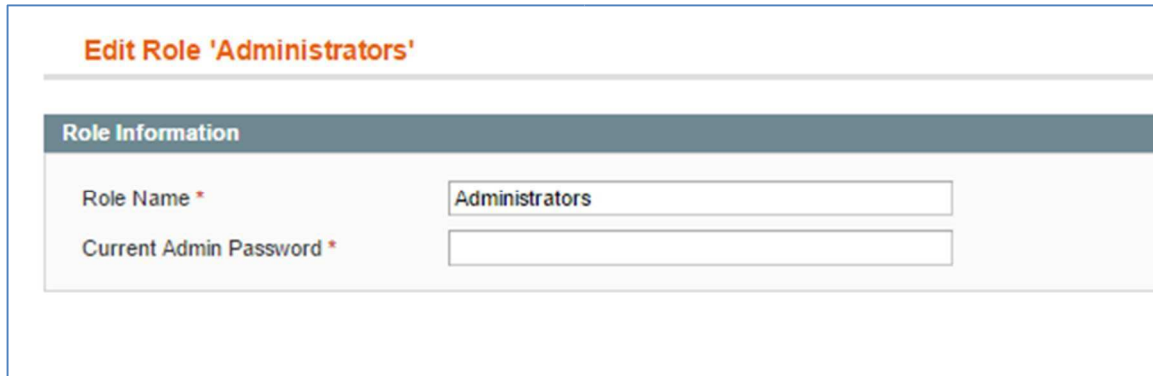 Edit Role 'Administrators'
Role Information
Role Name * Administrators
Current Admin Password *